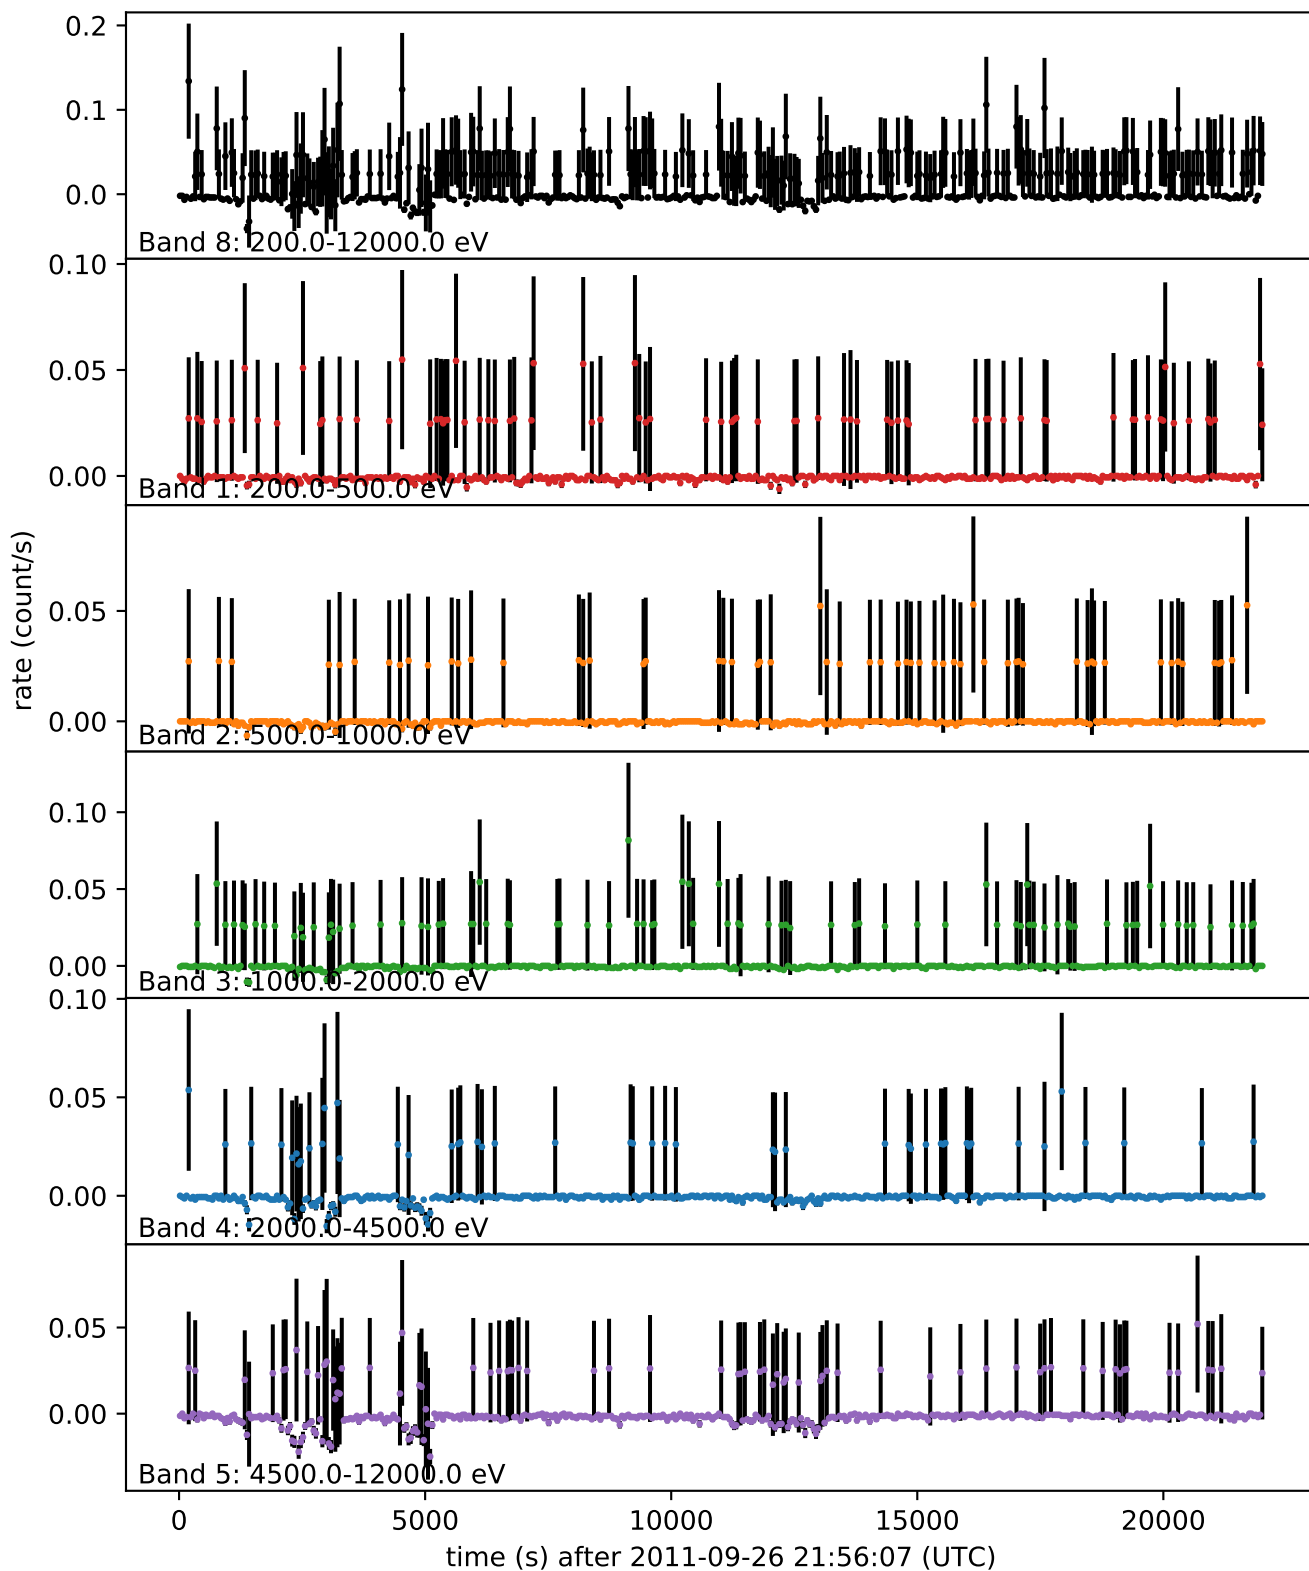 0.2
0.1
0.0
Band 8: 200.0-12000.0 eV
0.10
0.05
0.00
Band 1: 200.0-500.0 eV
0.05
0.00
Band 2: 500.0-1000.0 eV
rate (count/s)
0.10
0.05
0.00
Band 3: 1000.0-2000.0 eV
0.10
0.05
0.00
Band 4: 2000.0-4500.0 eV
0.05
0.00
Band 5: 4500.0-12000.0 eV
0 5000 10000 15000 20000
time (s) after 2011-09-26 21:56:07 (UTC)